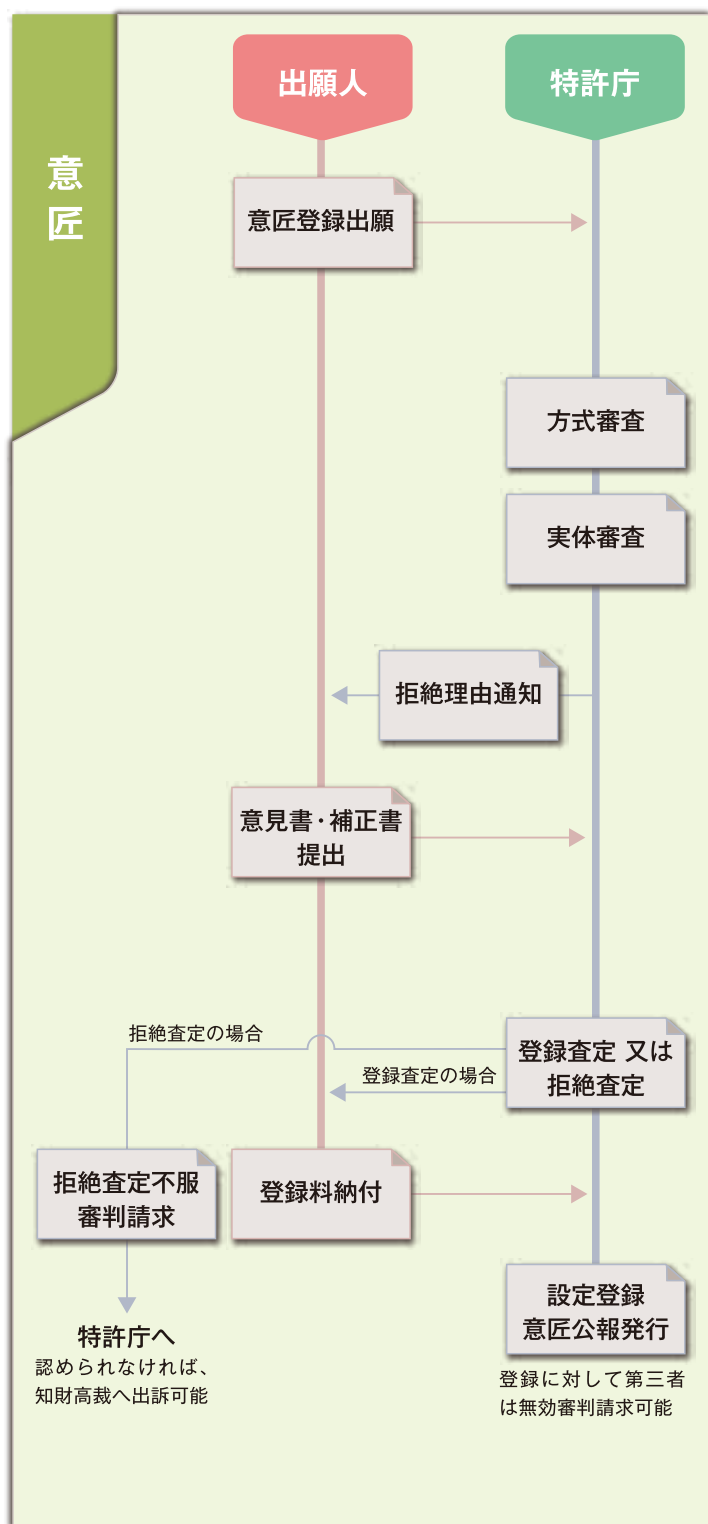 意匠
出願人
特許庁
意匠登録出願
方式審査
実体審査
拒絶理由通知
意見書・補正書
提出
拒絶査定の場合
登録査定 又は
拒絶査定
登録査定の場合
拒絶査定不服
審判請求
登録料納付
設定登録
意匠公報発行
特許庁へ
認められなければ、
知財高裁へ出訴可能
登録に対して第三者
は無効審判請求可能